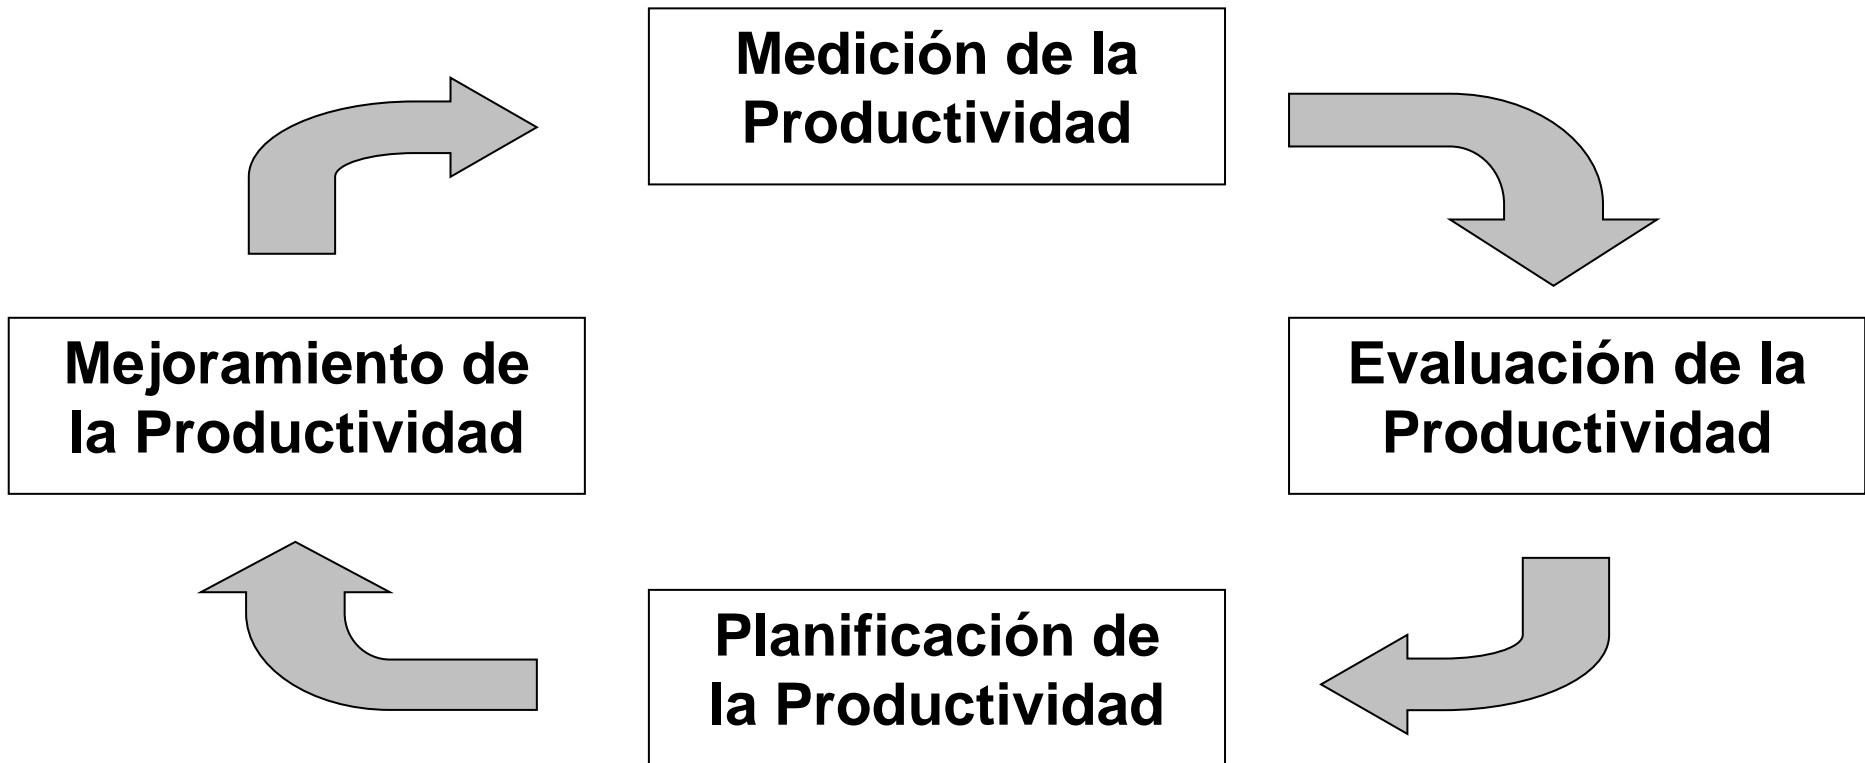 Medición de la
Productividad
Mejoramiento de
la Productividad
Evaluación de la
Productividad
Planificación de
la Productividad